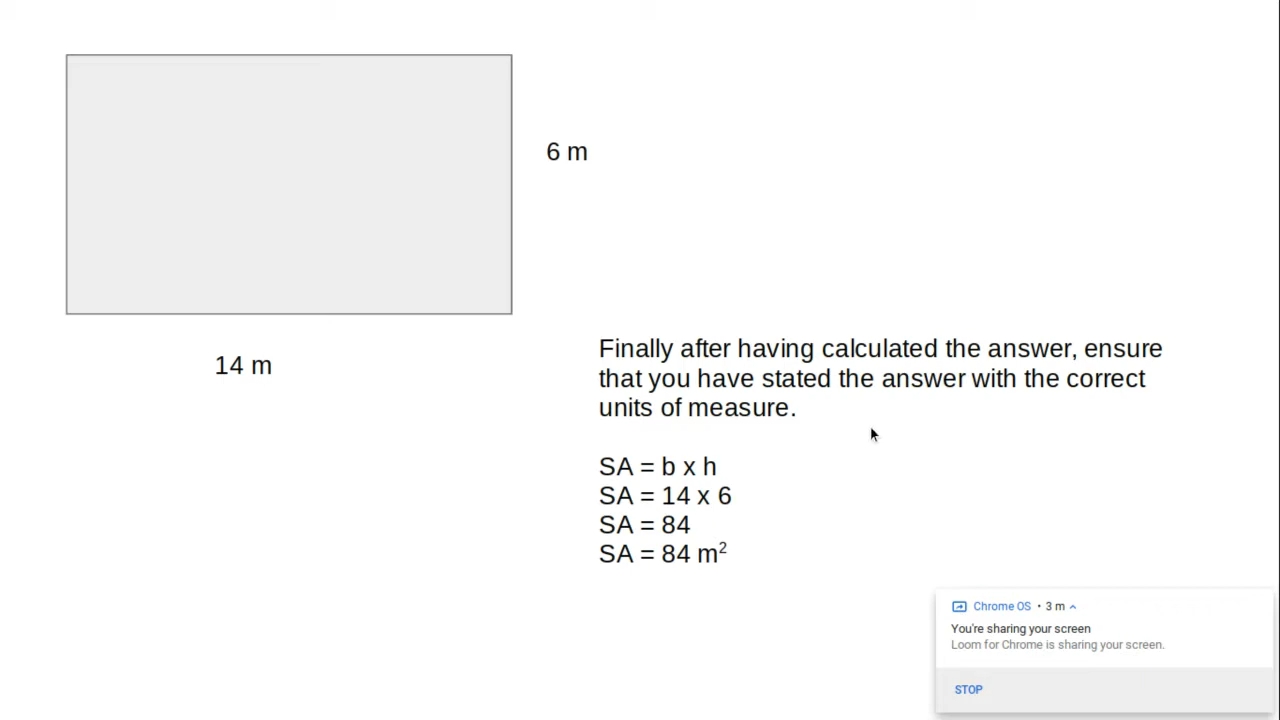 6 m
14 m
Finally after having calculated the answer, ensure
that you have stated the answer with the correct
units of measure.
SA = b x h
SA = 14 x 6
SA = 84
SA = 84 m²
Chrome OS • 3 m
You're sharing your screen
Loom for Chrome is sharing your screen.
STOP